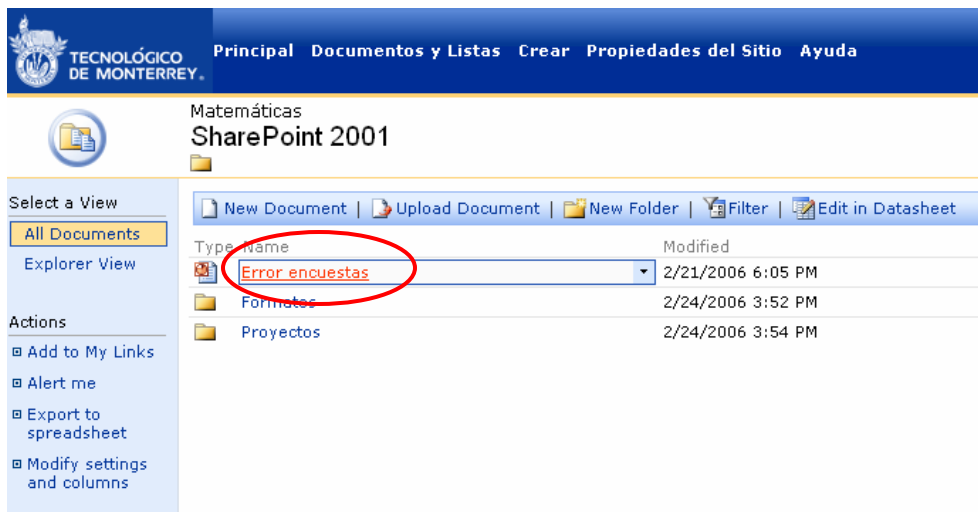 TECNOLÓGICO
DE MONTERREY.
Principal Documentos y Listas Crear Propiedades del Sitio Ayuda
Matemáticas
SharePoint 2001
Select a View
All Documents
Explorer View
Actions
Add to My Links
Alert me
Export to
spreadsheet
Modify settings
and columns
New Document | Upload Document | New Folder | Filter | Edit in Datasheet
Type Name Modified
Error encuestas 2/21/2006 6:05 PM
Formatos 2/24/2006 3:52 PM
Proyectos 2/24/2006 3:54 PM